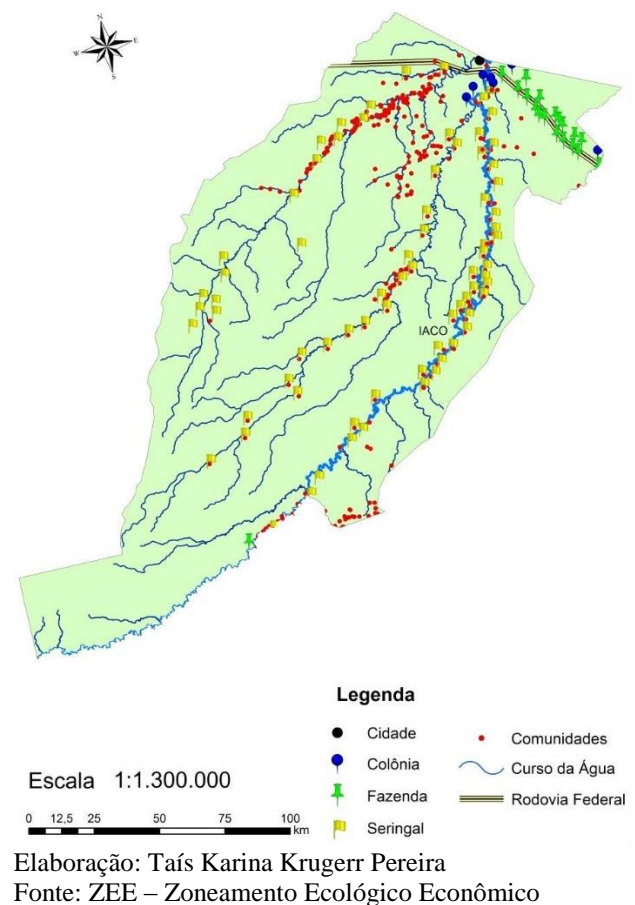 N
W E
S
IACO
Legenda
Cidade
Colônia
Fazenda
Seringal
Comunidades
Curso da Água
Rodovia Federal
Escala 1:1.300.000
0 12,5 25 50 75 100
km
Elaboração: Taís Karina Krugerr Pereira
Fonte: ZEE – Zoneamento Ecológico Econômico